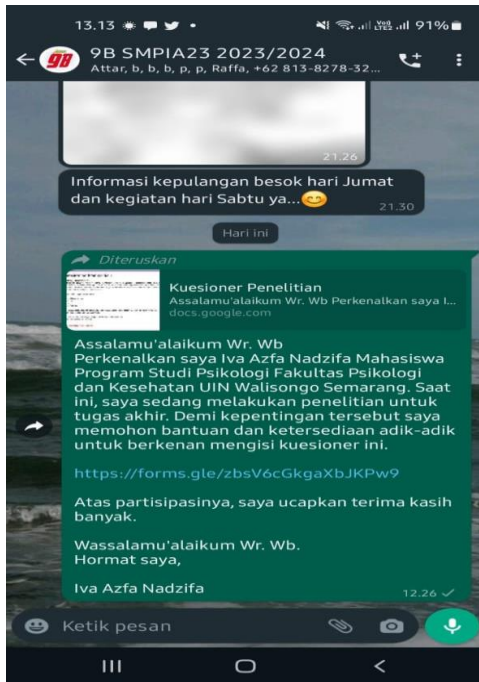 13.13
91%
98
9B SMPIA23 2023/2024
Attar, b, b, b, p, p, Raffa, +62 813-8278-32...
21.26
Informasi kepulangan besok hari Jumat
dan kegiatan hari Sabtu ya...😊
21.30
Hari ini
Diteruskan
Kuesioner Penelitian
Assalamu'alaikum Wr. Wb Perkenalkan saya I...
docs.google.com
Assalamu'alaikum Wr. Wb
Perkenalkan saya Iva Azfa Nadzifa Mahasiswa
Program Studi Psikologi Fakultas Psikologi
dan Kesehatan UIN Walisongo Semarang. Saat
ini, saya sedang melakukan penelitian untuk
tugas akhir. Demi kepentingan tersebut saya
memohon bantuan dan ketersediaan adik-adik
untuk berkenan mengisi kuesioner ini.
https://forms.gle/zbsV6cGkgaXbJKPw9
Atas partisipasinya, saya ucapkan terima kasih
banyak.
Wassalamu'alaikum Wr. Wb.
Hormat saya,
Iva Azfa Nadzifa
12.26
Ketik pesan